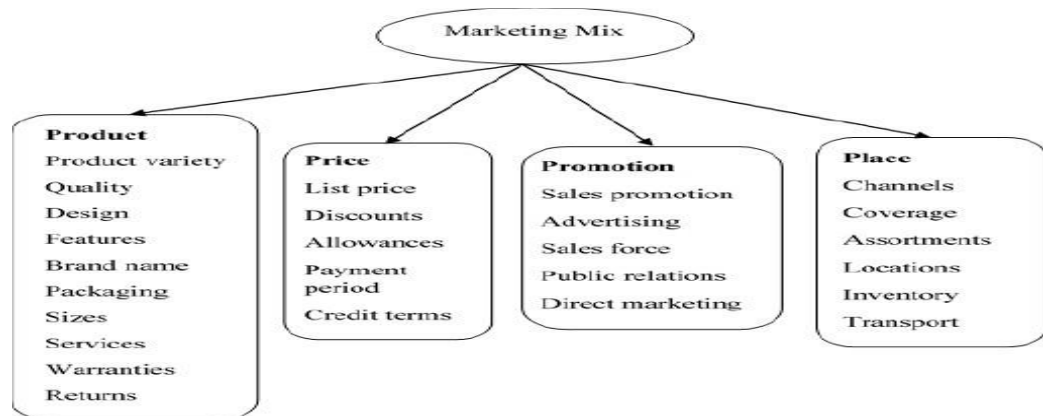 Marketing Mix
Product
Product variety
Quality
Design
Features
Brand name
Packaging
Sizes
Services
Warranties
Returns
Price
List price
Discounts
Allowances
Payment
period
Credit terms
Promotion
Sales promotion
Advertising
Sales force
Public relations
Direct marketing
Place
Channels
Coverage
Assortments
Locations
Inventory
Transport